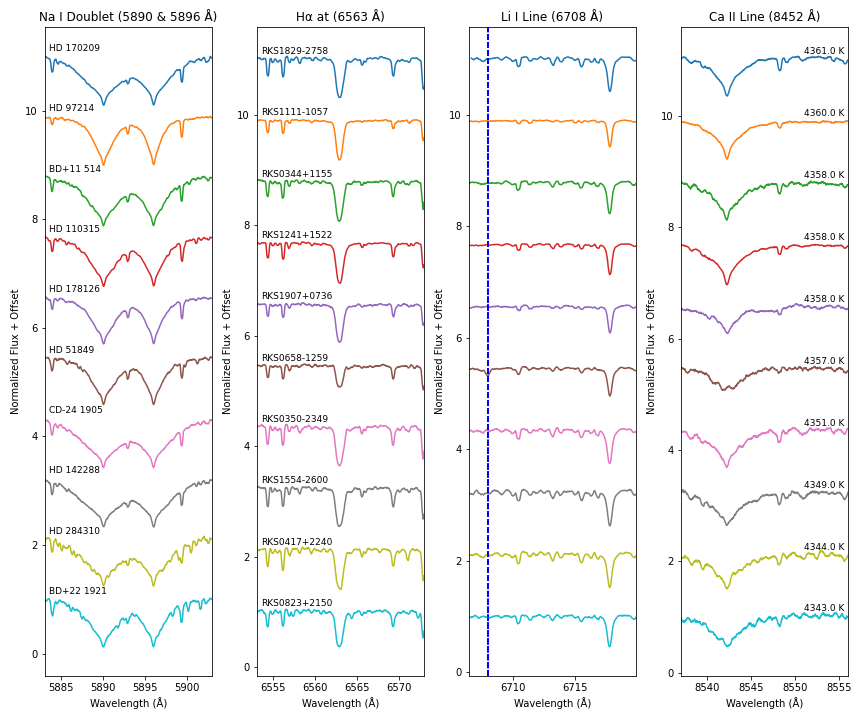 Na I Doublet (5890 & 5896 Å)
Hα at (6563 Å)
Li I Line (6708 Å)
Ca II Line (8452 Å)
HD 170209
HD 97214
BD+11 514
HD 110315
HD 178126
HD 51849
CD-24 1905
HD 142288
HD 284310
BD+22 1921
RKS1829-2758
RKS1111-1057
RKS0344+1155
RKS1241+1522
RKS1907+0736
RKS0658-1259
RKS0350-2349
RKS1554-2600
RKS0417+2240
RKS0823+2150
4361.0 K
4360.0 K
4358.0 K
4358.0 K
4358.0 K
4357.0 K
4351.0 K
4349.0 K
4344.0 K
4343.0 K
Normalized Flux + Offset
10
8
6
4
2
0
5885 5890 5895 5900
Wavelength (Å)
Normalized Flux + Offset
10
8
6
4
2
0
6555 6560 6565 6570
Wavelength (Å)
Normalized Flux + Offset
10
8
6
4
2
0
6710 6715
Wavelength (Å)
Normalized Flux + Offset
10
8
6
4
2
0
8540 8545 8550 8555
Wavelength (Å)